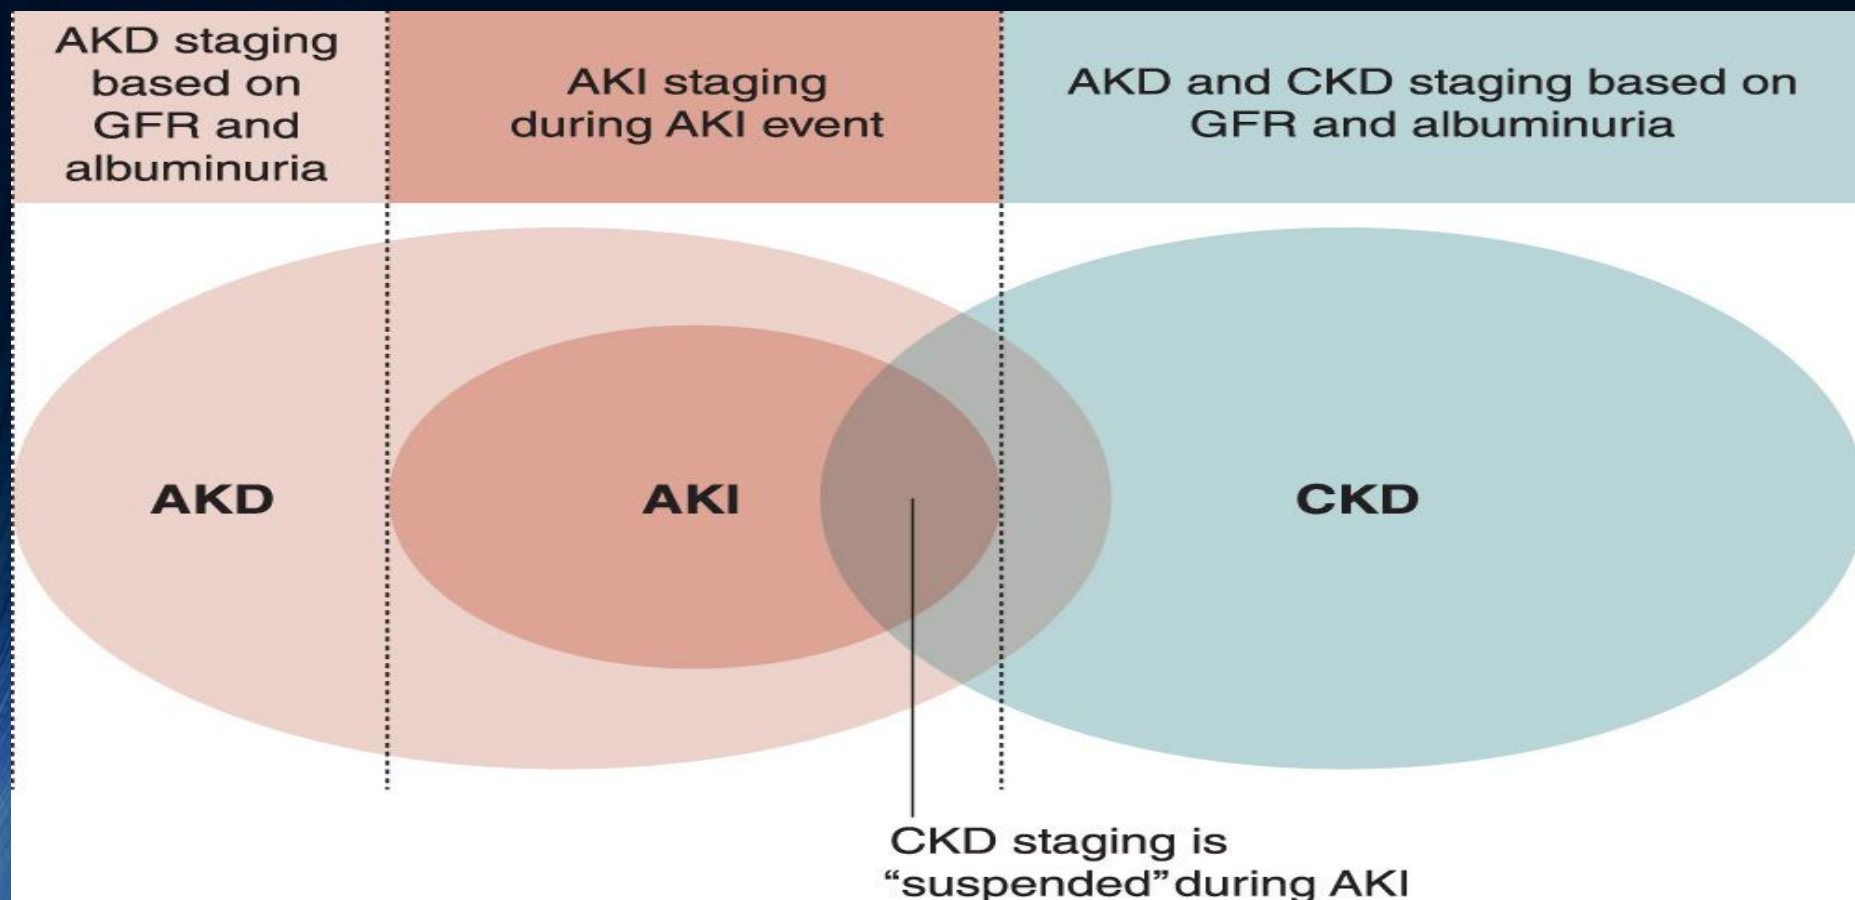 AKD staging
based on
GFR and
albuminuria
AKI staging
during AKI event
AKD and CKD staging based on
GFR and albuminuria
AKD
AKI
CKD
CKD staging is
“suspended” during AKI